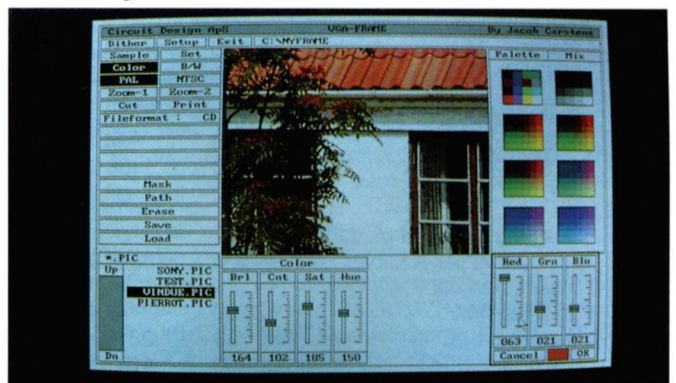 Circuit Design ApS VGA-FRAME By Jacob Carstens
Dither Setup Exit C:\MYFRAME
Sample Set
Color B/W
PAL NTSC
Zoom-1 Zoom-2
Cut Print
Fileformat : CD
Mask
Path
Erase
Save
Load
*.PIC
Up
SONY.PIC
TEST.PIC
VINDUE.PIC
PIERROT.PIC
Dn
Color
Bri Cnt Sat Hue
164 102 185 150
Palette Mix
Red Grn Blu
063 021 021
Cancel OK